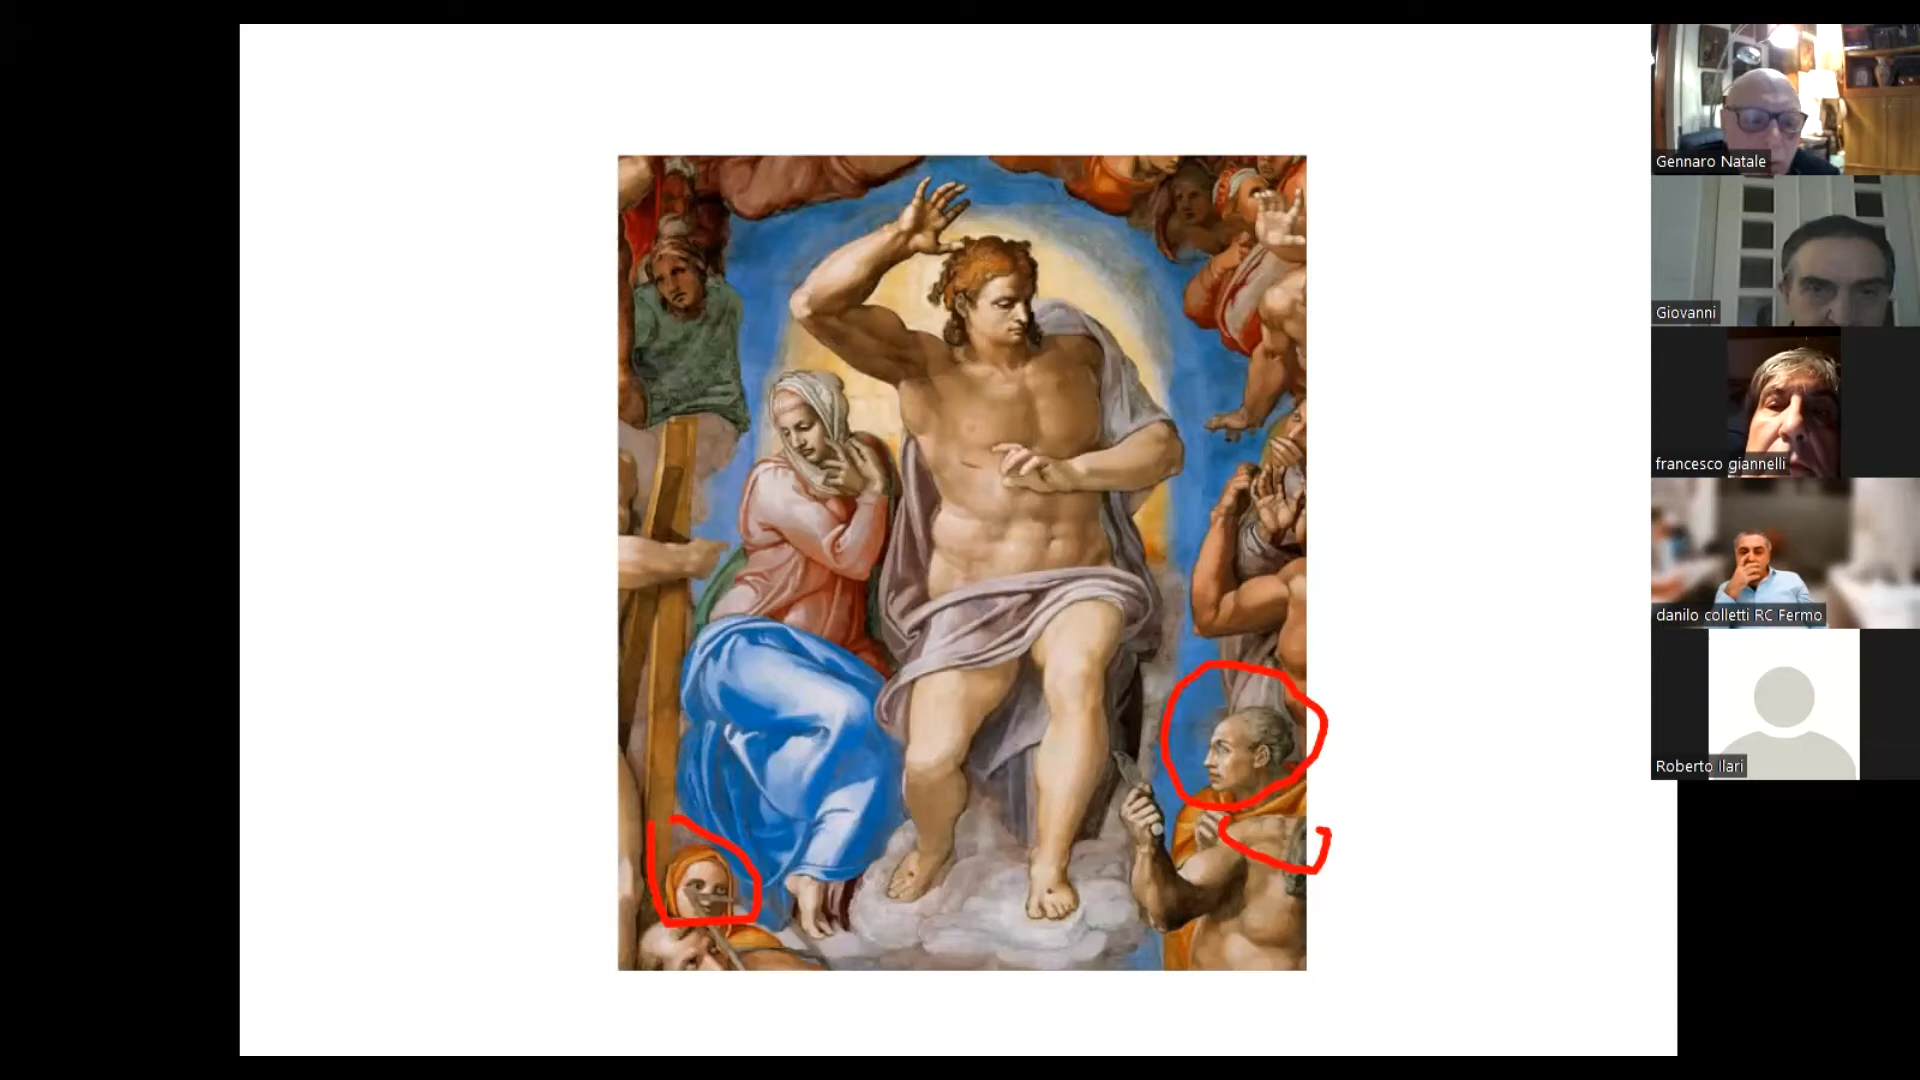 Gennaro Natale
Giovanni
francesco giannelli
danilo colletti RC Fermo
Roberto Ilari